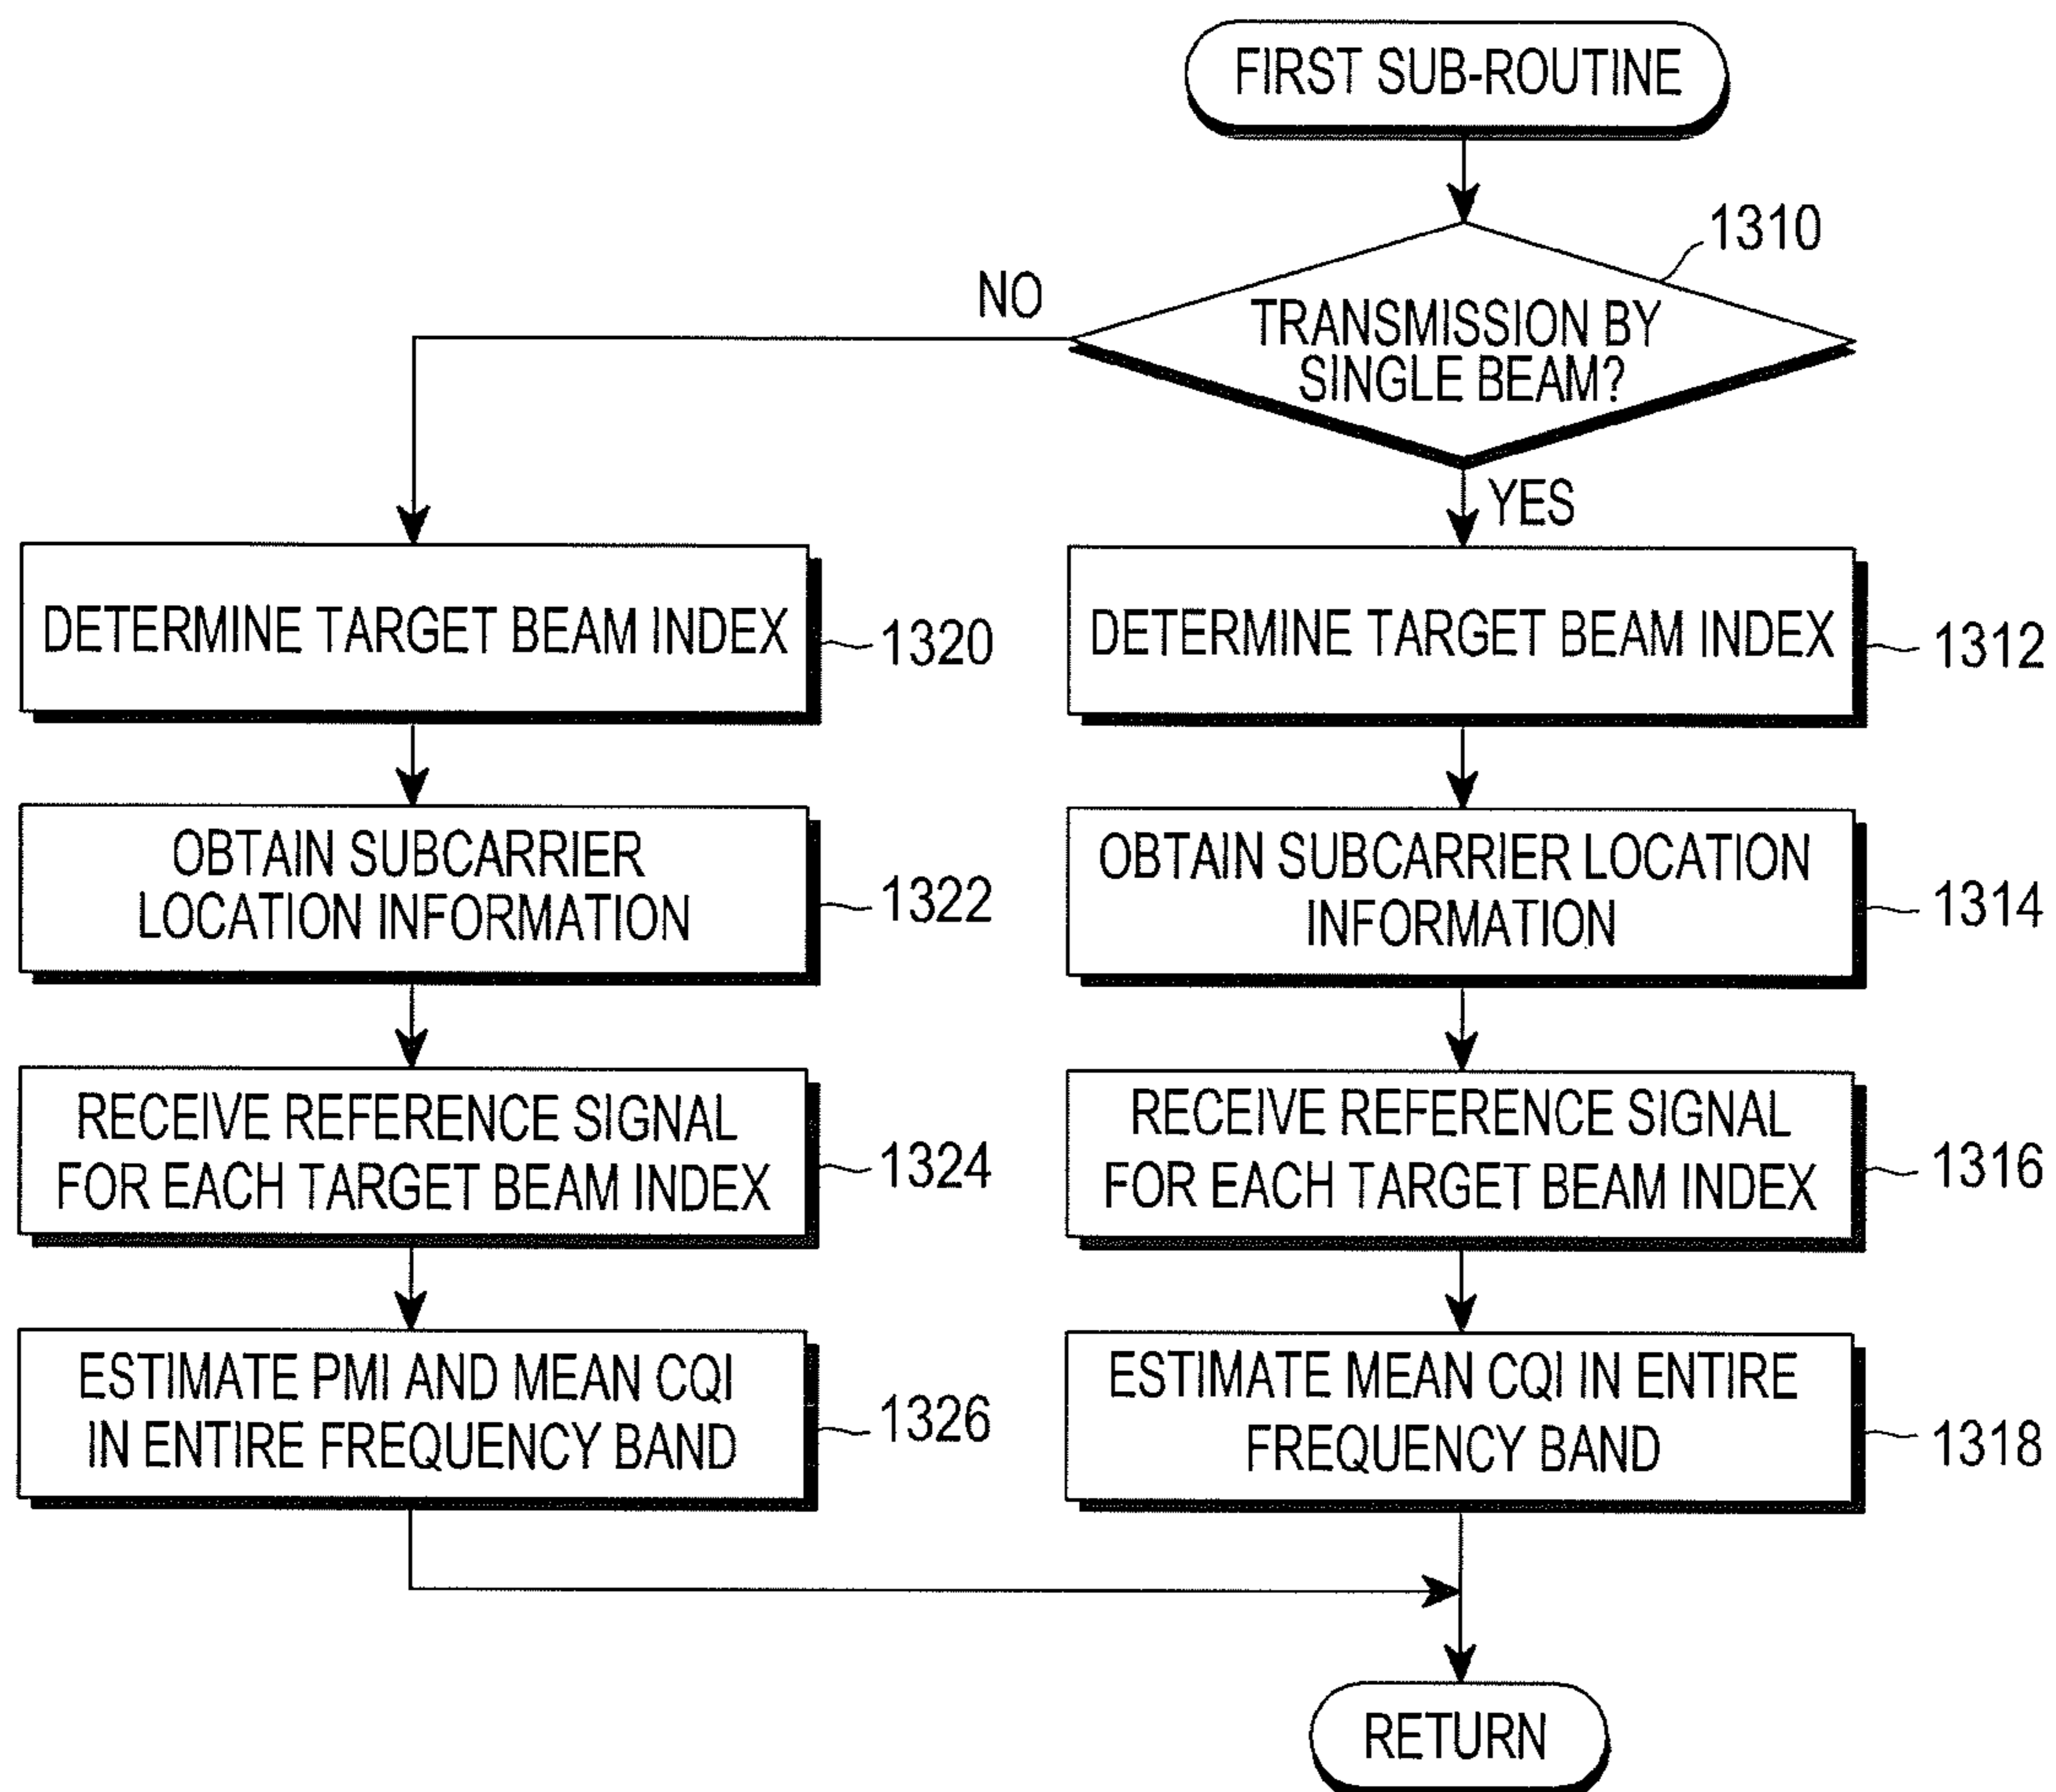 FIRST SUB-ROUTINE
1310
NO
TRANSMISSION BY
SINGLE BEAM?
YES
DETERMINE TARGET BEAM INDEX
1320
DETERMINE TARGET BEAM INDEX
1312
OBTAIN SUBCARRIER
LOCATION INFORMATION
1322
OBTAIN SUBCARRIER LOCATION
INFORMATION
1314
RECEIVE REFERENCE SIGNAL
FOR EACH TARGET BEAM INDEX
1324
RECEIVE REFERENCE SIGNAL
FOR EACH TARGET BEAM INDEX
1316
ESTIMATE PMI AND MEAN CQI
IN ENTIRE FREQUENCY BAND
1326
ESTIMATE MEAN CQI IN ENTIRE
FREQUENCY BAND
1318
RETURN